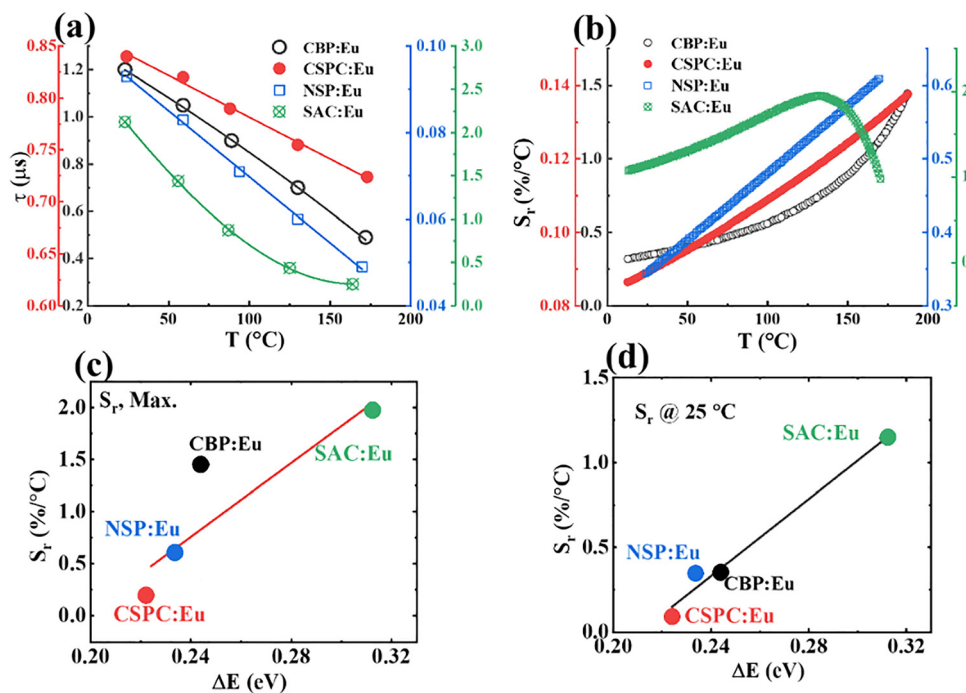 (a)
0.85
0.80
0.75
0.70
0.65
0.60
τ (μs)
1.2
1.0
0.8
0.6
0.4
0.2
CBP:Eu
CSPC:Eu
NSP:Eu
SAC:Eu
0.10
0.08
0.06
0.04
3.0
2.5
2.0
1.5
1.0
0.5
0.0
0 50 100 150 200
T (°C)
(b)
0.14
0.12
0.10
0.08
Sr (%/°C)
1.5
1.0
0.5
0.0
CBP:Eu
CSPC:Eu
NSP:Eu
SAC:Eu
0.6
0.5
0.4
0.3
0 50 100 150 200
T (°C)
(c)
Sr, Max.
2.0
1.5
1.0
0.5
0.0
Sr (%/°C)
CBP:Eu
SAC:Eu
NSP:Eu
CSPC:Eu
0.20 0.24 0.28 0.32
ΔE (eV)
(d)
Sr @ 25 °C
1.5
1.0
0.5
0.0
Sr (%/°C)
SAC:Eu
NSP:Eu
CBP:Eu
CSPC:Eu
0.20 0.24 0.28 0.32
ΔE (eV)